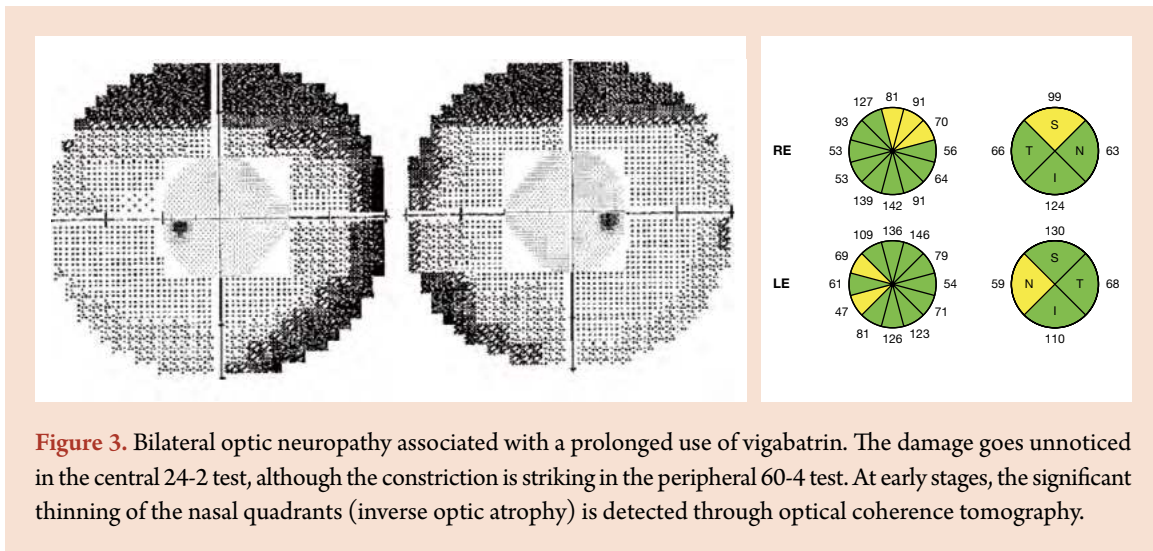 127 81 91
93 70
RE 53 56
53 64
139 142 91
99
S
66 T N 63
I
124
109 136 146
69 79
LE 61 54
47 71
81 126 123
130
S
59 N T 68
I
110
Figure 3. Bilateral optic neuropathy associated with a prolonged use of vigabatrin. The damage goes unnoticed
in the central 24-2 test, although the constriction is striking in the peripheral 60-4 test. At early stages, the significant
thinning of the nasal quadrants (inverse optic atrophy) is detected through optical coherence tomography.